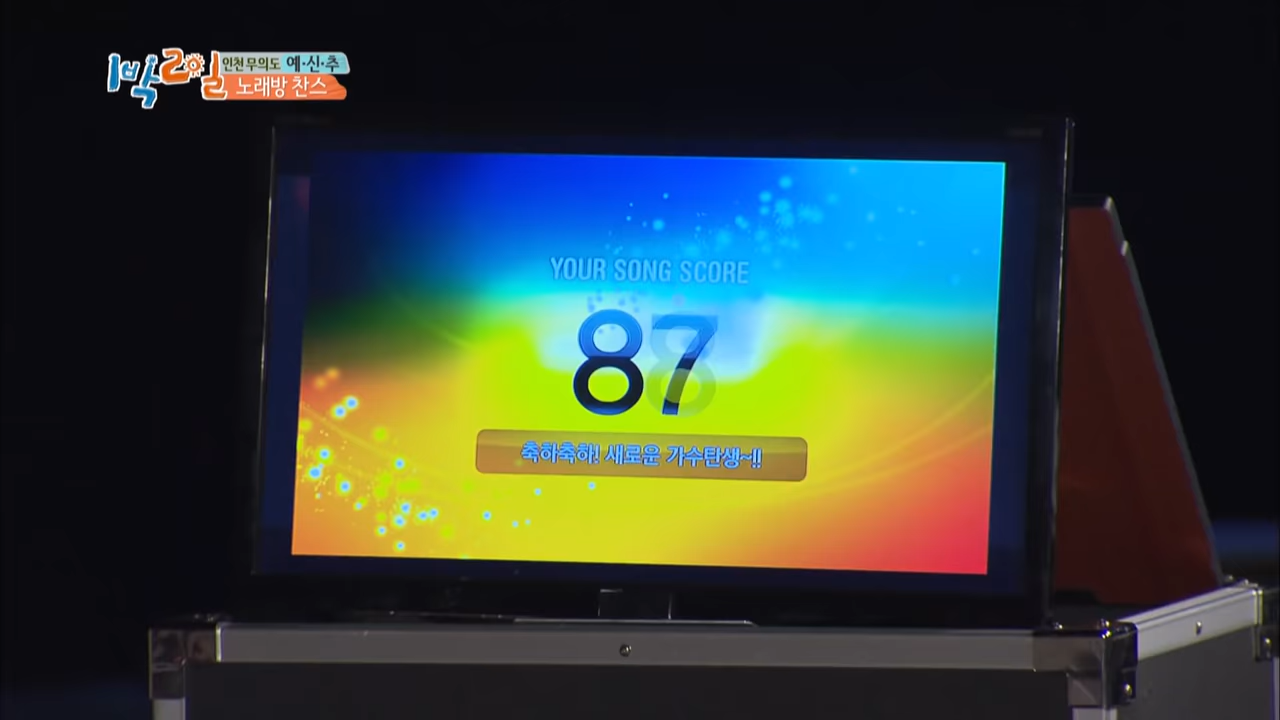 1박2일
인천 무의도 예·신·추
노래방 찬스
YOUR SONG SCORE
87
축하축하! 새로운 가수탄생~!!